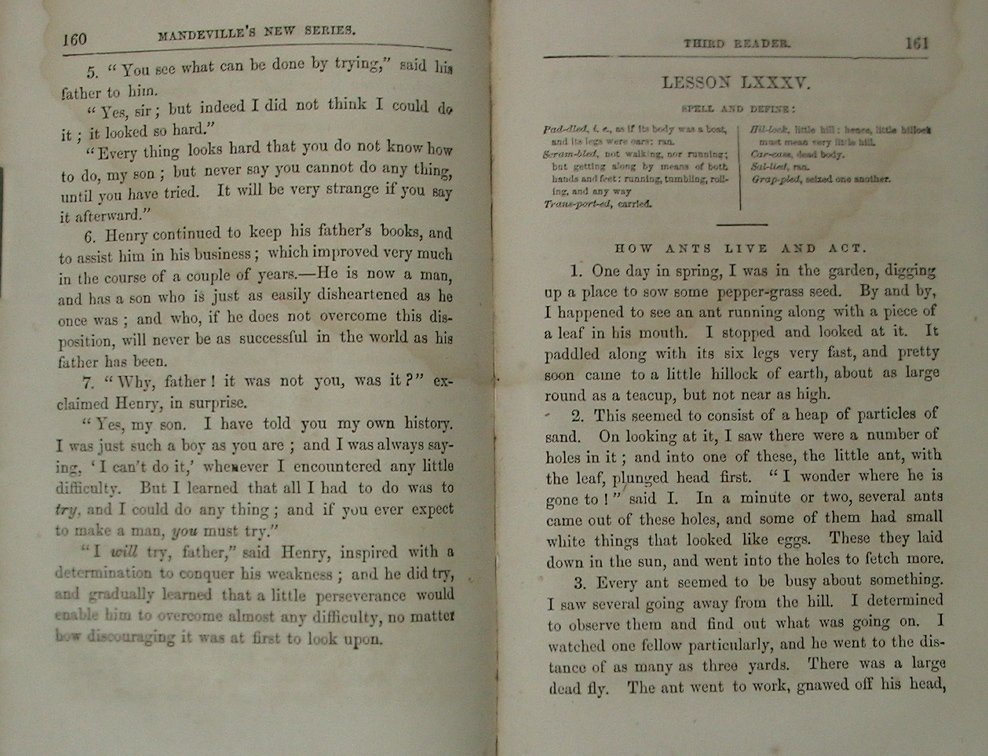 160 MANDEVILLE'S NEW SERIES.
5. "You see what can be done by trying," said his
father to him.
"Yes, sir; but indeed I did not think I could do
it; it looked so hard."
"Every thing looks hard that you do not know how
to do, my son; but never say you cannot do any thing,
until you have tried. It will be very strange if you say
it afterward."
6. Henry continued to keep his father's books, and
to assist him in his business; which improved very much
in the course of a couple of years.—He is now a man,
and has a son who is just as easily disheartened as he
once was; and who, if he does not overcome this dis-
position, will never be as successful in the world as his
father has been.
7. "Why, father! it was not you, was it?" ex-
claimed Henry, in surprise.
"Yes, my son. I have told you my own history.
I was just such a boy as you are; and I was always say-
ing, 'I can't do it,' whenever I encountered any little
difficulty. But I learned that all I had to do was to
try, and I could do any thing; and if you ever expect
to make a man, you must try."
"I will try, father," said Henry, inspired with a
determination to conquer his weakness; and he did try,
and gradually learned that a little perseverance would
enable him to overcome almost any difficulty, no matter
how discouraging it was at first to look upon.
THIRD READER. 161
LESSON LXXXV.
SPELL AND DEFINE:
Pad-dled, i. e., as if its body was a boat,
and its legs were oars: ran.
Scram-bled, not walking, nor running;
but getting along by means of both
hands and feet: running, tumbling, roll-
ing, and any way
Trans-port-ed, carried.
Hil-lock, little hill: hence, little hillock
must mean very little hill.
Car-cass, dead body.
Sal-lied, ran.
Grap-pled, seized one another.
HOW ANTS LIVE AND ACT.
1. One day in spring, I was in the garden, digging
up a place to sow some pepper-grass seed. By and by,
I happened to see an ant running along with a piece of
a leaf in his mouth. I stopped and looked at it. It
paddled along with its six legs very fast, and pretty
soon came to a little hillock of earth, about as large
round as a teacup, but not near as high.
2. This seemed to consist of a heap of particles of
sand. On looking at it, I saw there were a number of
holes in it; and into one of these, the little ant, with
the leaf, plunged head first. "I wonder where he is
gone to!" said I. In a minute or two, several ants
came out of these holes, and some of them had small
white things that looked like eggs. These they laid
down in the sun, and went into the holes to fetch more.
3. Every ant seemed to be busy about something.
I saw several going away from the hill. I determined
to observe them and find out what was going on. I
watched one fellow particularly, and he went to the dis-
tance of as many as three yards. There was a large
dead fly. The ant went to work, gnawed off his head,